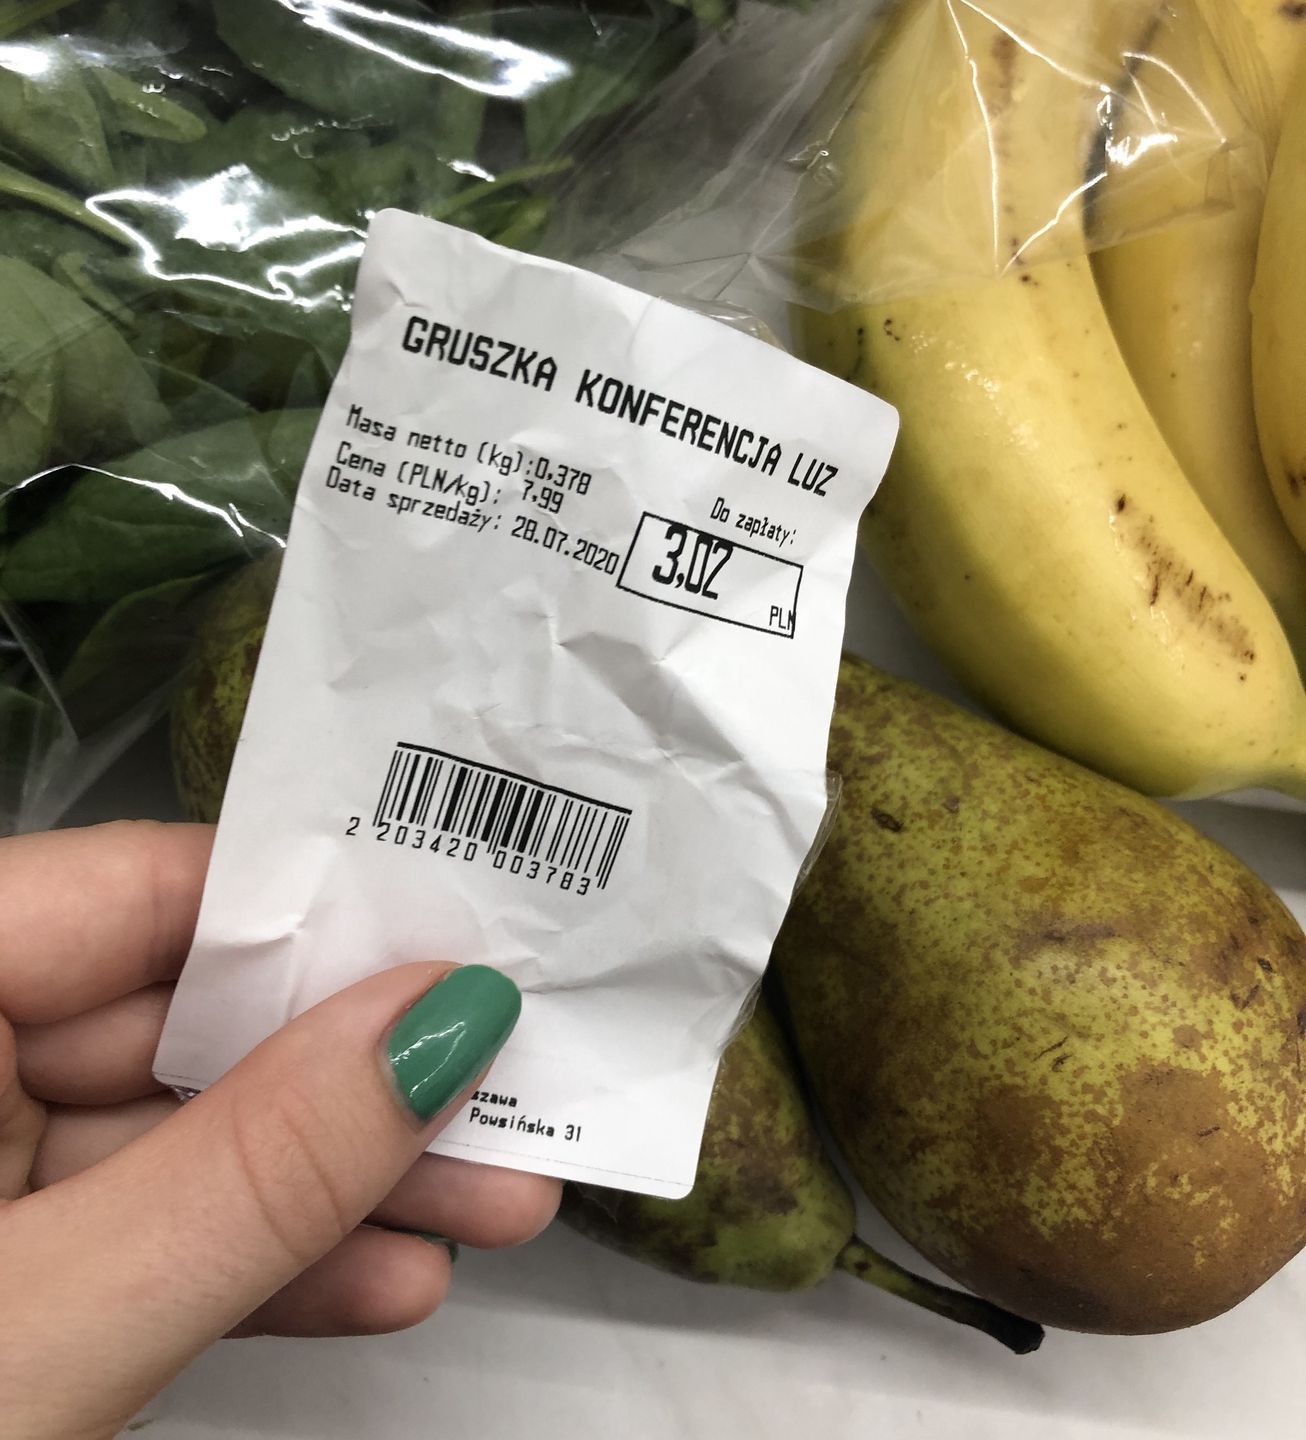 GRUSZKA KONFERENCJA LUZ
Masa netto (kg):0,378
Cena (PLN/kg): 7,99
Data sprzedaży: 28.07.2020
Do zapłaty:
3,02
PLN
2 203420 003783
Powsińska 31